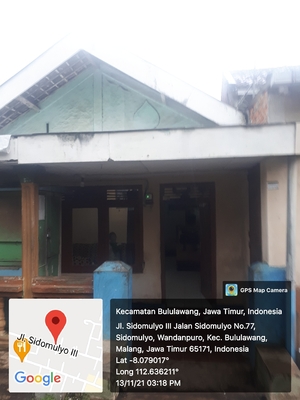 GPS Map Camera
Kecamatan Bululawang, Jawa Timur, Indonesia
Jl. Sidomulyo III Jalan Sidomulyo No.77,
Sidomulyo, Wandanpuro, Kec. Bululawang,
Malang, Jawa Timur 65171, Indonesia
Lat -8.079017°
Long 112.636211°
13/11/21 03:18 PM
Jl. Sidomulyo III
Google